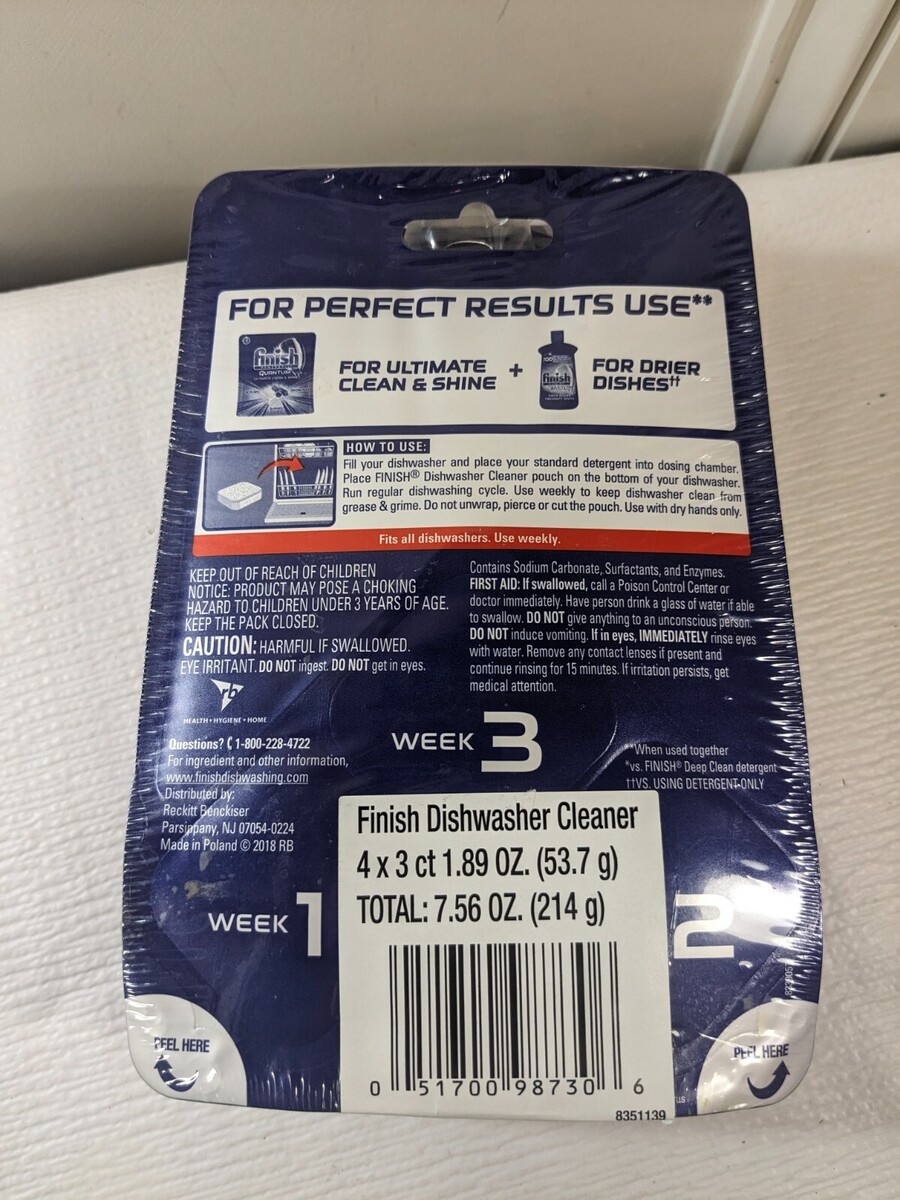 FOR PERFECT RESULTS USE**
finish
QUANTUM
FOR ULTIMATE
CLEAN & SHINE
+
finish
FOR DRIER
DISHES††
HOW TO USE:
Fill your dishwasher and place your standard detergent into dosing chamber.
Place FINISH® Dishwasher Cleaner pouch on the bottom of your dishwasher.
Run regular dishwashing cycle. Use weekly to keep dishwasher clean from
grease & grime. Do not unwrap, pierce or cut the pouch. Use with dry hands only.
Fits all dishwashers. Use weekly.
KEEP OUT OF REACH OF CHILDREN
NOTICE: PRODUCT MAY POSE A CHOKING
HAZARD TO CHILDREN UNDER 3 YEARS OF AGE.
KEEP THE PACK CLOSED.
CAUTION: HARMFUL IF SWALLOWED.
EYE IRRITANT. DO NOT ingest. DO NOT get in eyes.
Contains Sodium Carbonate, Surfactants, and Enzymes.
FIRST AID: If swallowed, call a Poison Control Center or
doctor immediately. Have person drink a glass of water if able
to swallow. DO NOT give anything to an unconscious person.
DO NOT induce vomiting. If in eyes, IMMEDIATELY rinse eyes
with water. Remove any contact lenses if present and
continue rinsing for 15 minutes. If irritation persists, get
medical attention.
rb
HEALTH • HYGIENE • HOME
Questions? 1-800-228-4722
For ingredient and other information,
www.finishdishwashing.com
Distributed by:
Reckitt Benckiser
Parsippany, NJ 07054-0224
Made in Poland © 2018 RB
WEEK 3
**When used together
*vs. FINISH® Deep Clean detergent
††VS. USING DETERGENT ONLY
Finish Dishwasher Cleaner
4 x 3 ct 1.89 OZ. (53.7 g)
TOTAL: 7.56 OZ. (214 g)
WEEK 1
2
PEEL HERE
PEEL HERE
0 51700 98730 6
8351139